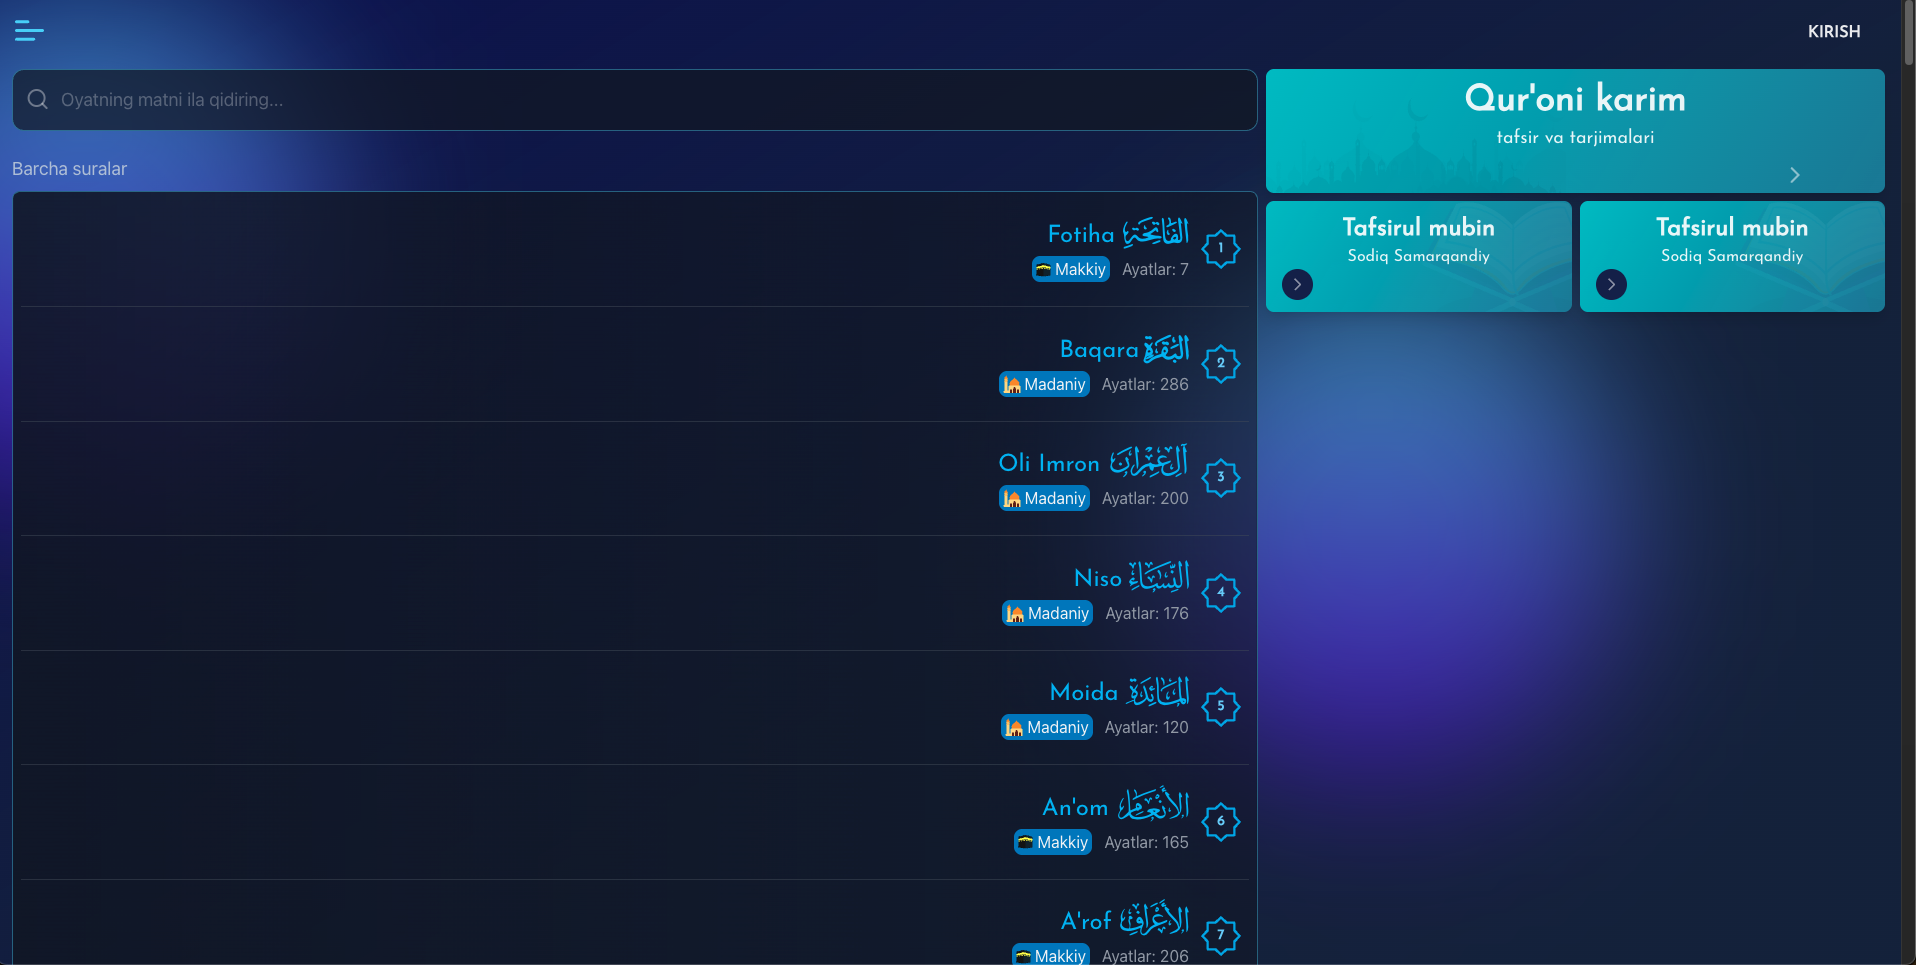 KIRISH
Oyatning matni ila qidiring...
Barcha suralar
Fotiha الفَاتِحَةِ
1
Makkiy Ayatlar: 7
Baqara البَقَرَةِ
2
Madaniy Ayatlar: 286
Oli Imron آلِ عِمۡرَانَ
3
Madaniy Ayatlar: 200
Niso النِّسَاءِ
4
Madaniy Ayatlar: 176
Moida المَائـِدَةِ
5
Madaniy Ayatlar: 120
An'om الأَنۡعَامِ
6
Makkiy Ayatlar: 165
A'rof الأَعۡرَافِ
7
Makkiy Ayatlar: 206
Qur'oni karim
tafsir va tarjimalari
Tafsirul mubin
Sodiq Samarqandiy
Tafsirul mubin
Sodiq Samarqandiy